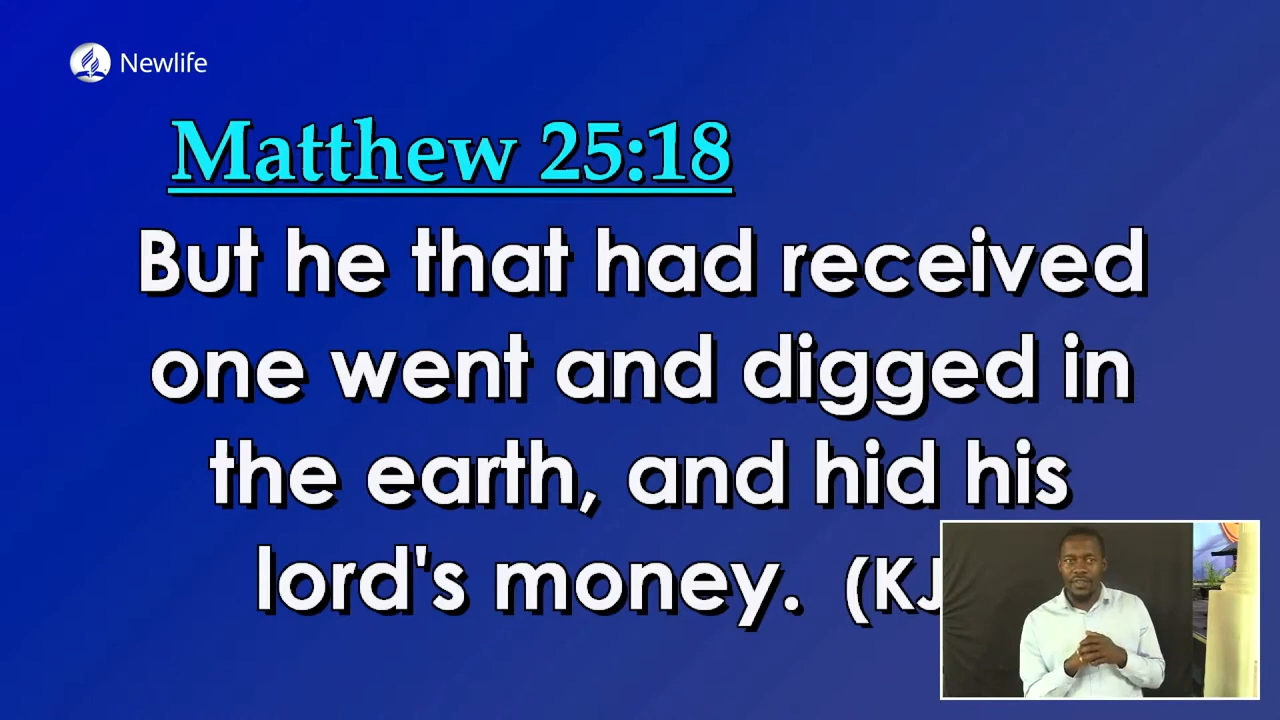 Newlife
Matthew 25:18
But he that had received
one went and digged in
the earth, and hid his
lord's money. (KJ